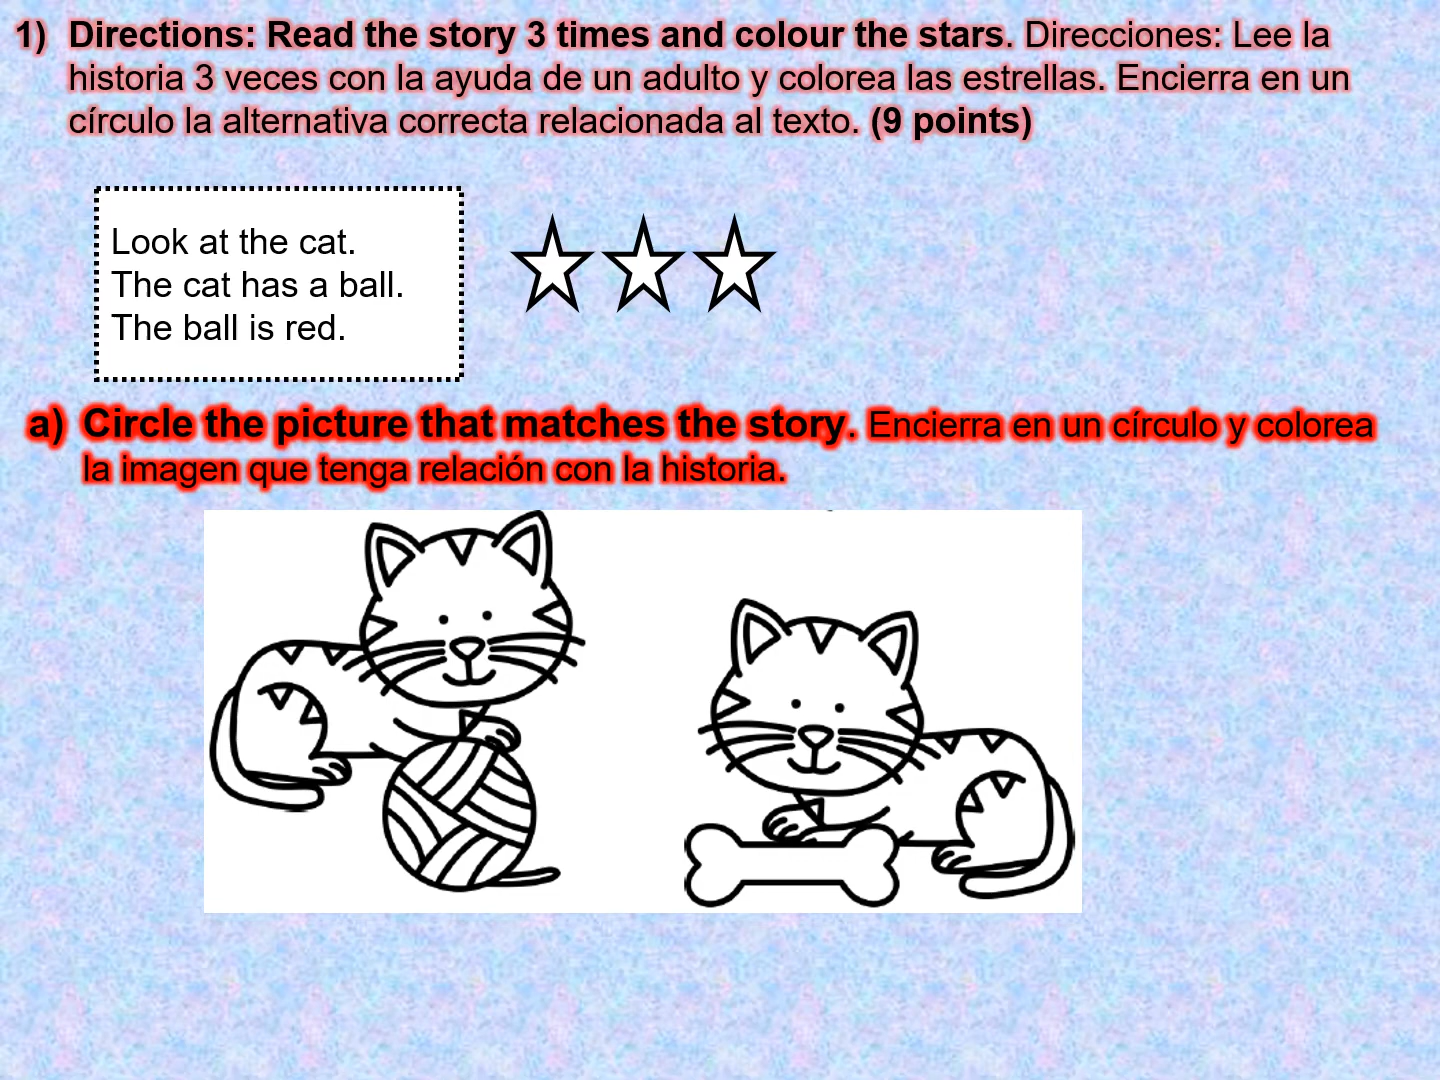 1) Directions: Read the story 3 times and colour the stars. Direcciones: Lee la
historia 3 veces con la ayuda de un adulto y colorea las estrellas. Encierra en un
círculo la alternativa correcta relacionada al texto. (9 points)
Look at the cat.
The cat has a ball.
The ball is red.
a) Circle the picture that matches the story. Encierra en un círculo y colorea
la imagen que tenga relación con la historia.